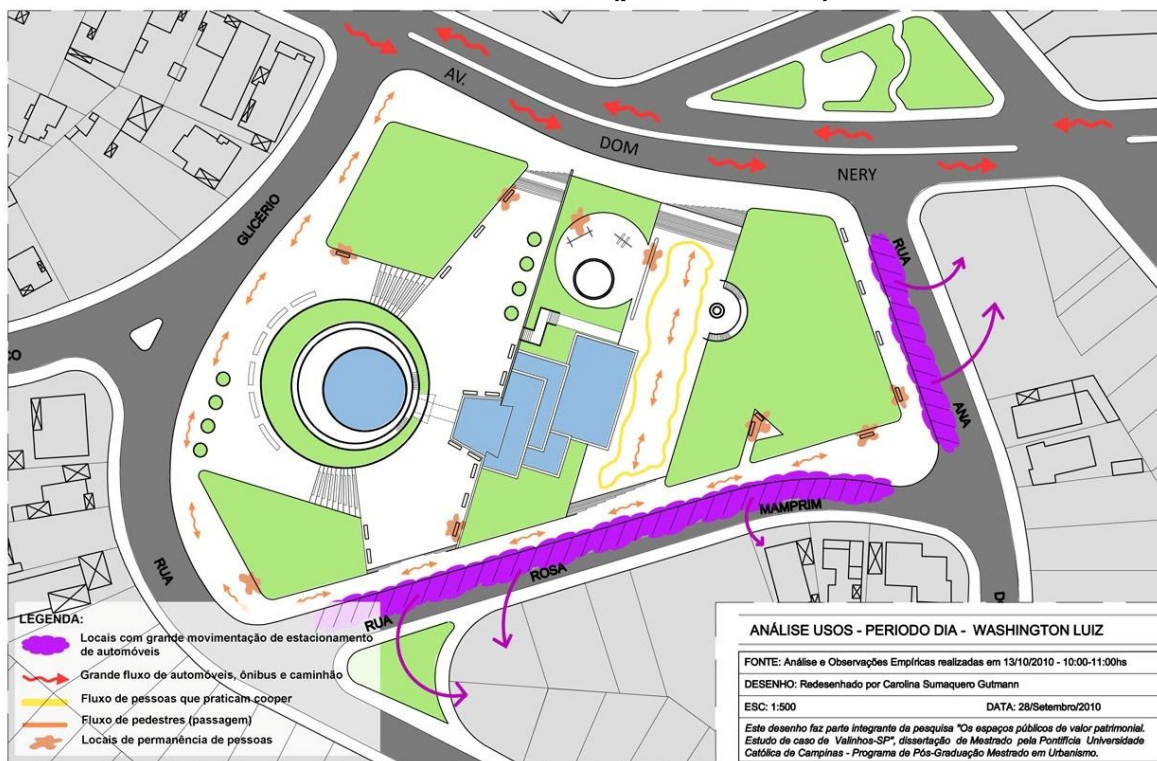 AV.
DOM
NERY
GLICÉRIO
RUA
ANA
CO
MAMPRIM
ROSA
RUA
RUA
LEGENDA:
Locais com grande movimentação de estacionamento
de automóveis
Grande fluxo de automóveis, ônibus e caminhão
Fluxo de pessoas que praticam cooper
Fluxo de pedestres (passagem)
Locais de permanência de pessoas
ANÁLISE USOS - PERIODO DIA - WASHINGTON LUIZ
FONTE: Análise e Observações Empíricas realizadas em 13/10/2010 - 10:00-11:00hs
DESENHO: Redesenhado por Carolina Sumaquero Gutmann
ESC: 1:500 DATA: 28/Setembro/2010
Este desenho faz parte integrante da pesquisa "Os espaços públicos de valor patrimonial.
Estudo de caso de Valinhos-SP", dissertação de Mestrado pela Pontifícia Universidade
Católica de Campinas - Programa de Pós-Graduação Mestrado em Urbanismo.